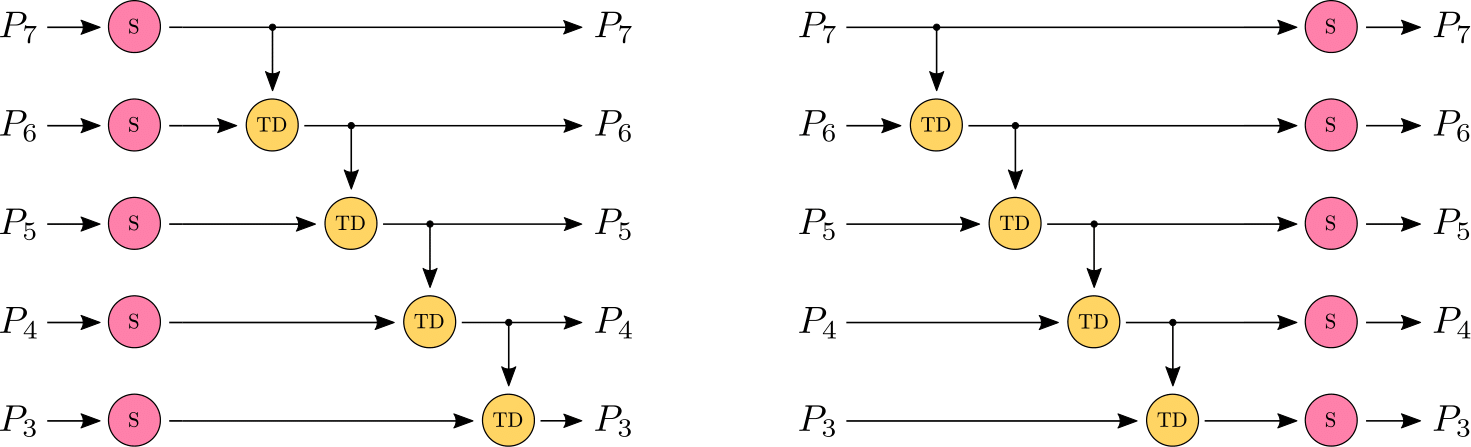 P₇ S P₇ P₇ S P₇
P₆ S TD P₆ P₆ TD S P₆
P₅ S TD P₅ P₅ TD S P₅
P₄ S TD P₄ P₄ TD S P₄
P₃ S TD P₃ P₃ TD S P₃